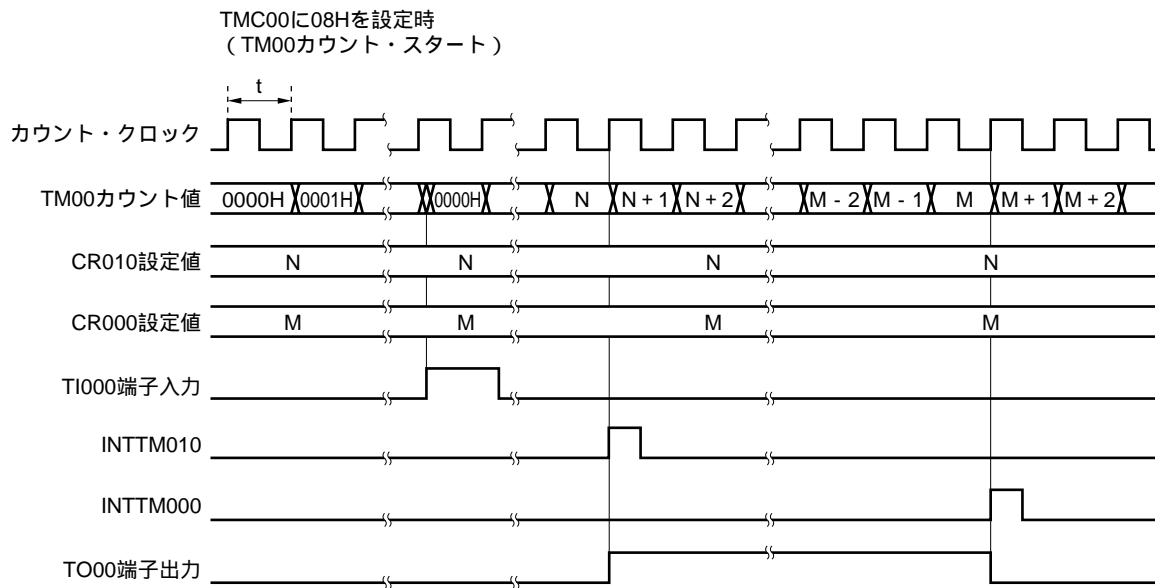 TMC00に08Hを設定時
（TM00カウント・スタート）
t
カウント・クロック
TM00カウント値 0000H 0001H 0000H N N + 1 N + 2 M - 2 M - 1 M M + 1 M + 2
CR010設定値 N N N N
CR000設定値 M M M M
TI000端子入力
INTTM010
INTTM000
TO00端子出力